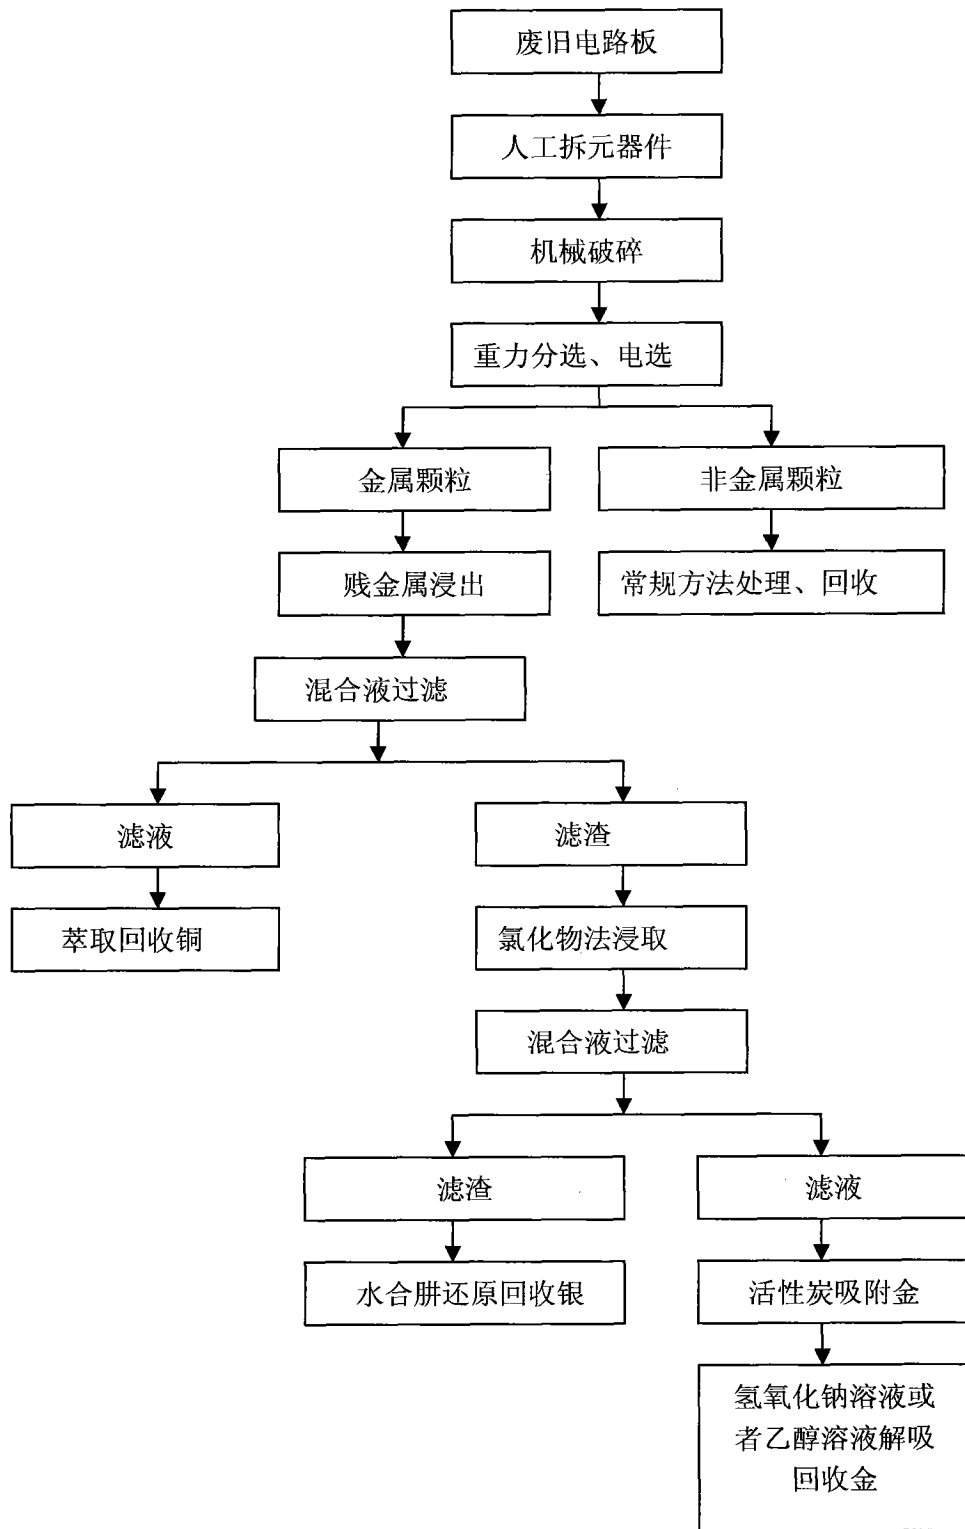 废旧电路板
人工拆元器件
机械破碎
重力分选、电选
金属颗粒
非金属颗粒
贱金属浸出
常规方法处理、回收
混合液过滤
滤液
滤渣
萃取回收铜
氯化物法浸取
混合液过滤
滤渣
滤液
水合肼还原回收银
活性炭吸附金
氢氧化钠溶液或
者乙醇溶液解吸
回收金